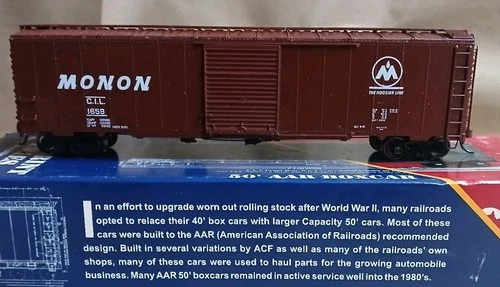 MONON
C.I.L.
1659
M
THE HOOSIER LINE
50' AAR BOXCAR
In an effort to upgrade worn out rolling stock after World War II, many railroads
opted to relace their 40' box cars with larger Capacity 50' cars. Most of these
cars were built to the AAR (American Association of Railroads) recommended
design. Built in several variations by ACF as well as many of the railroads' own
shops, many of these cars were used to haul parts for the growing automobile
business. Many AAR 50' boxcars remained in active service well into the 1980's.